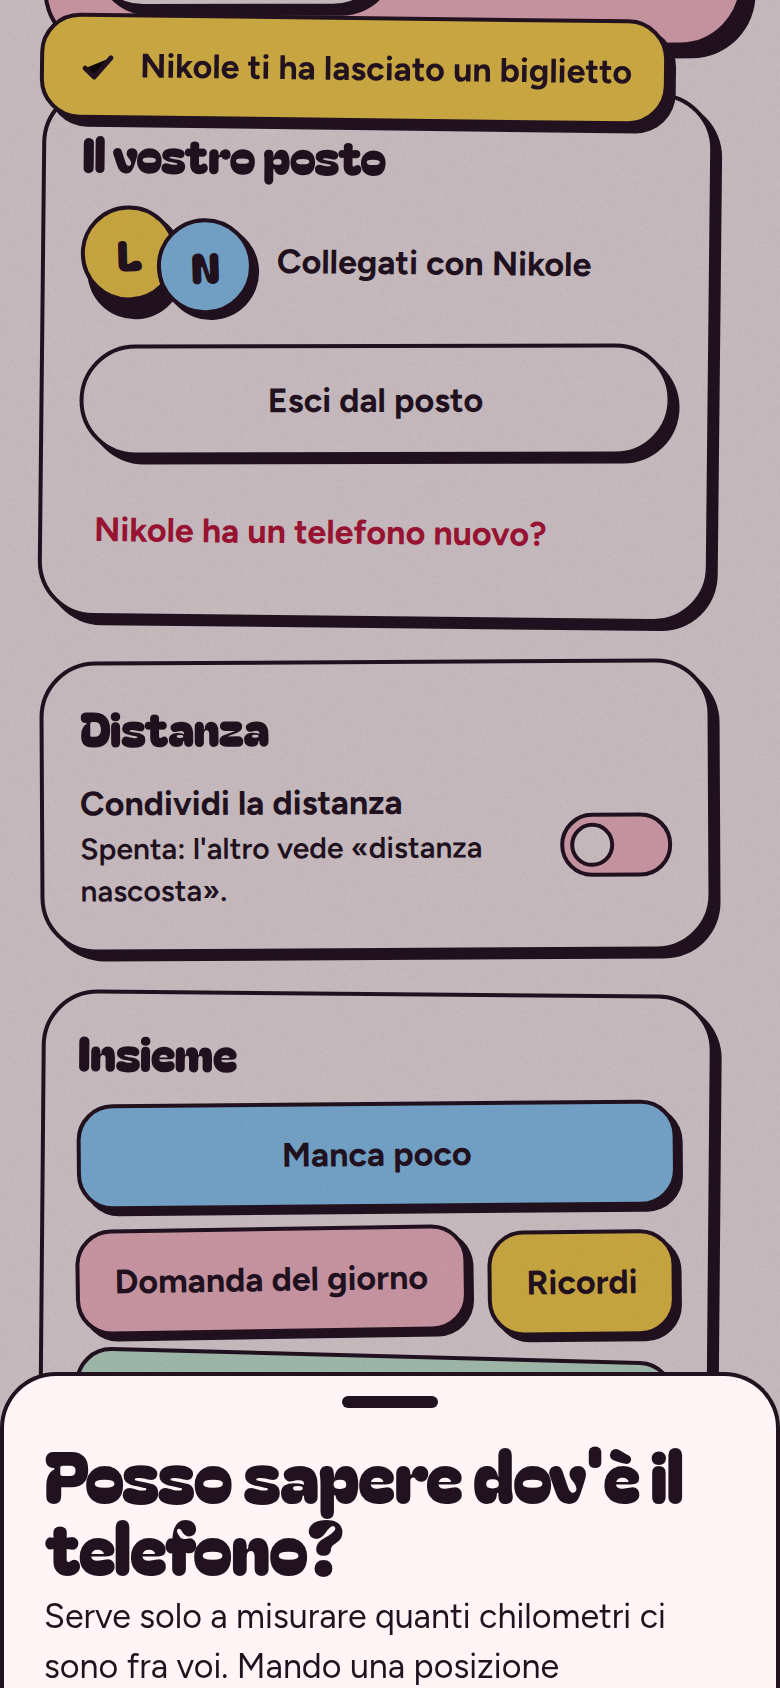 Nikole ti ha lasciato un biglietto
Il vostro posto
L
N
Collegati con Nikole
Esci dal posto
Nikole ha un telefono nuovo?
Distanza
Condividi la distanza
Spenta: l'altro vede «distanza
nascosta».
Insieme
Manca poco
Domanda del giorno
Ricordi
Posso sapere dov'è il
telefono?
Serve solo a misurare quanti chilometri ci
sono fra voi. Mando una posizione